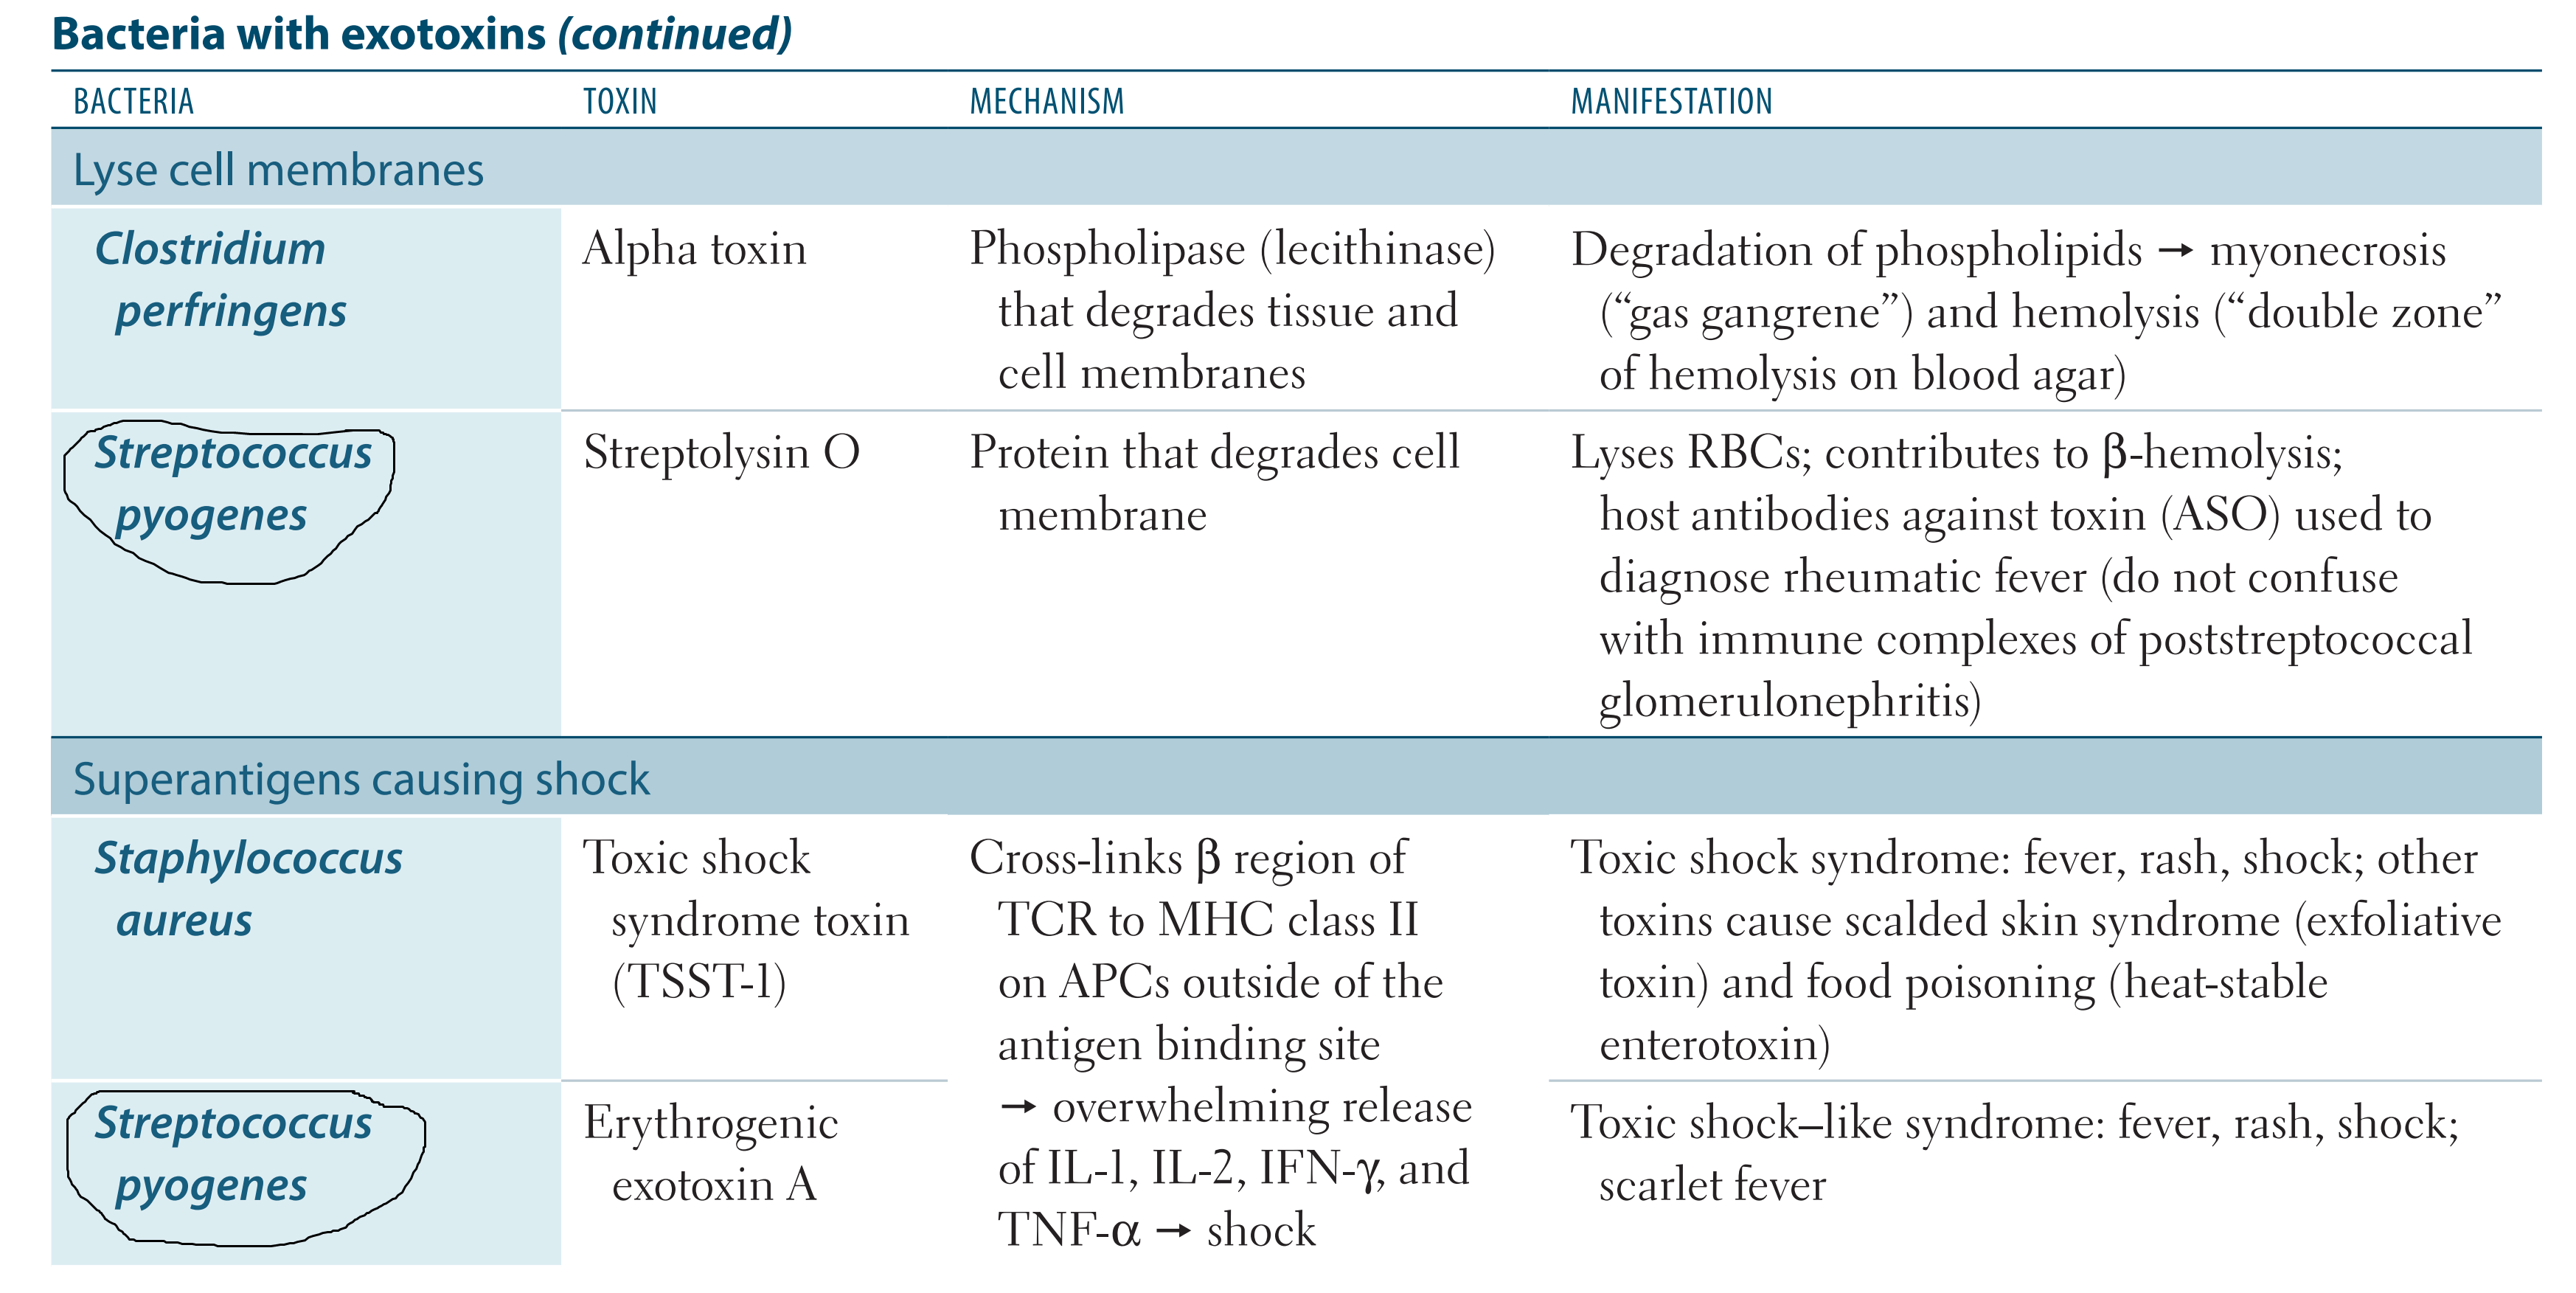 Bacteria with exotoxins (continued)
BACTERIA TOXIN MECHANISM MANIFESTATION
Lyse cell membranes
Clostridium
perfringens
Alpha toxin
Phospholipase (lecithinase)
that degrades tissue and
cell membranes
Degradation of phospholipids → myonecrosis
(“gas gangrene”) and hemolysis (“double zone”
of hemolysis on blood agar)
Streptococcus
pyogenes
Streptolysin O
Protein that degrades cell
membrane
Lyses RBCs; contributes to β-hemolysis;
host antibodies against toxin (ASO) used to
diagnose rheumatic fever (do not confuse
with immune complexes of poststreptococcal
glomerulonephritis)
Superantigens causing shock
Staphylococcus
aureus
Toxic shock
syndrome toxin
(TSST-1)
Cross-links β region of
TCR to MHC class II
on APCs outside of the
antigen binding site
→ overwhelming release
of IL-1, IL-2, IFN-γ, and
TNF-α → shock
Toxic shock syndrome: fever, rash, shock; other
toxins cause scalded skin syndrome (exfoliative
toxin) and food poisoning (heat-stable
enterotoxin)
Streptococcus
pyogenes
Erythrogenic
exotoxin A
Toxic shock–like syndrome: fever, rash, shock;
scarlet fever